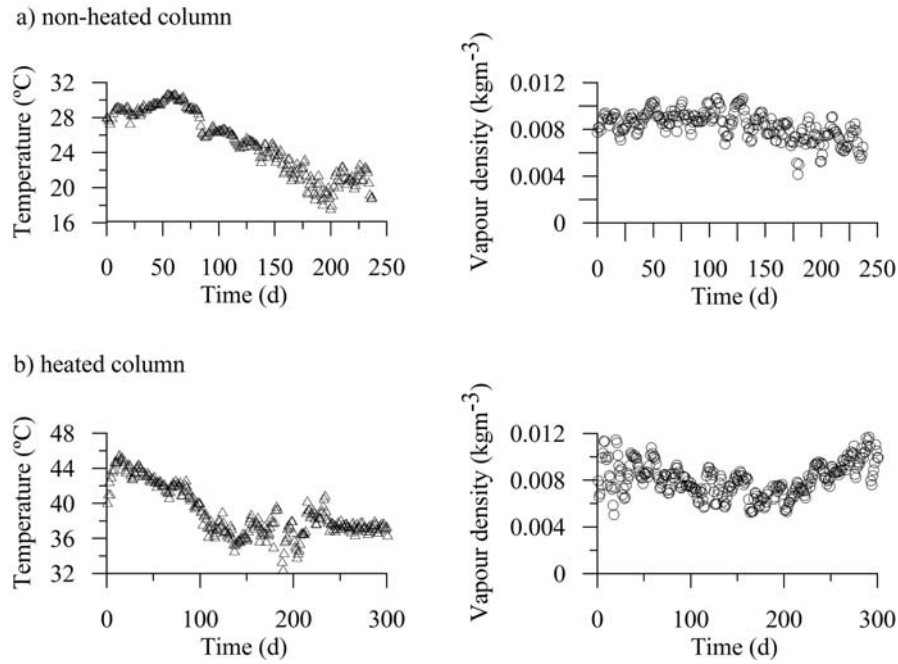 a) non-heated column
Temperature (ºC)
32
28
24
20
16
0 50 100 150 200 250
Time (d)
Vapour density (kgm-3)
0.012
0.008
0.004
0
0 50 100 150 200 250
Time (d)
b) heated column
Temperature (ºC)
48
44
40
36
32
0 100 200 300
Time (d)
Vapour density (kgm-3)
0.012
0.008
0.004
0
0 100 200 300
Time (d)